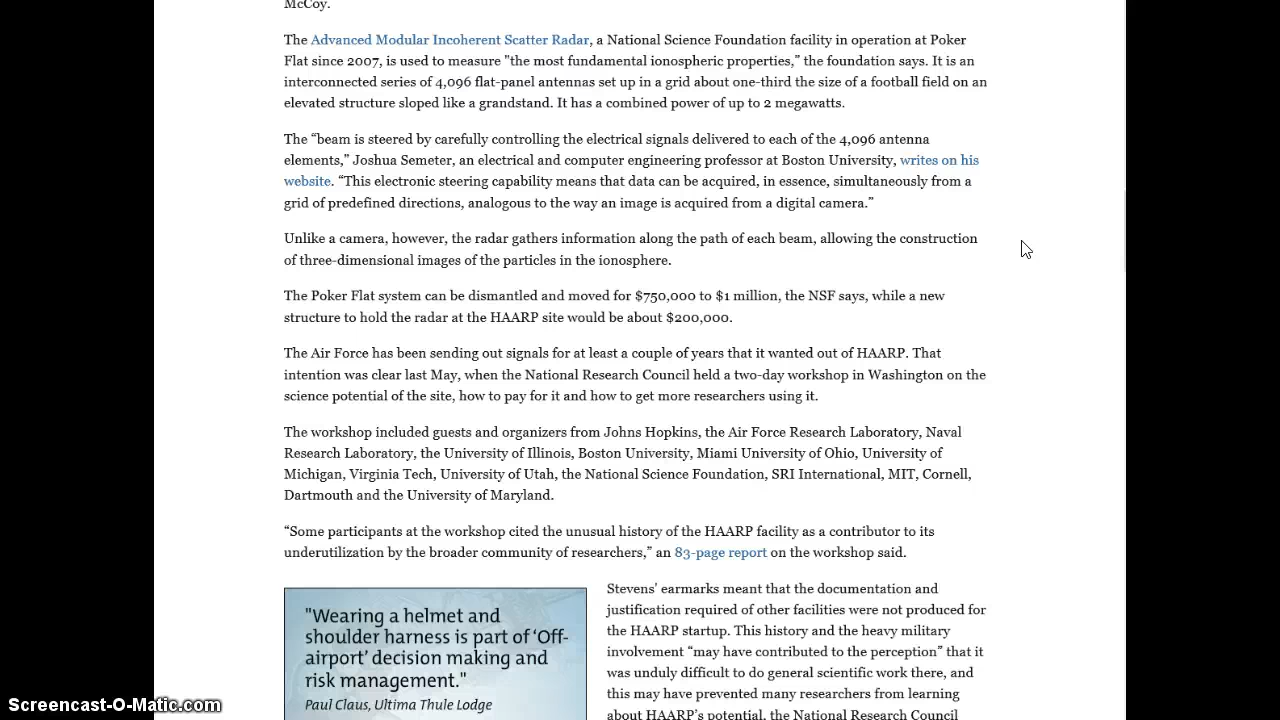 McCoy.
The Advanced Modular Incoherent Scatter Radar, a National Science Foundation facility in operation at Poker
Flat since 2007, is used to measure "the most fundamental ionospheric properties,” the foundation says. It is an
interconnected series of 4,096 flat-panel antennas set up in a grid about one-third the size of a football field on an
elevated structure sloped like a grandstand. It has a combined power of up to 2 megawatts.
The “beam is steered by carefully controlling the electrical signals delivered to each of the 4,096 antenna
elements,” Joshua Semeter, an electrical and computer engineering professor at Boston University, writes on his
website. “This electronic steering capability means that data can be acquired, in essence, simultaneously from a
grid of predefined directions, analogous to the way an image is acquired from a digital camera.”
Unlike a camera, however, the radar gathers information along the path of each beam, allowing the construction
of three-dimensional images of the particles in the ionosphere.
The Poker Flat system can be dismantled and moved for $750,000 to $1 million, the NSF says, while a new
structure to hold the radar at the HAARP site would be about $200,000.
The Air Force has been sending out signals for at least a couple of years that it wanted out of HAARP. That
intention was clear last May, when the National Research Council held a two-day workshop in Washington on the
science potential of the site, how to pay for it and how to get more researchers using it.
The workshop included guests and organizers from Johns Hopkins, the Air Force Research Laboratory, Naval
Research Laboratory, the University of Illinois, Boston University, Miami University of Ohio, University of
Michigan, Virginia Tech, University of Utah, the National Science Foundation, SRI International, MIT, Cornell,
Dartmouth and the University of Maryland.
“Some participants at the workshop cited the unusual history of the HAARP facility as a contributor to its
underutilization by the broader community of researchers,” an 83-page report on the workshop said.
"Wearing a helmet and
shoulder harness is part of ‘Off-
airport’ decision making and
risk management."
Paul Claus, Ultima Thule Lodge
Stevens' earmarks meant that the documentation and
justification required of other facilities were not produced for
the HAARP startup. This history and the heavy military
involvement “may have contributed to the perception” that it
was unduly difficult to do general scientific work there, and
this may have prevented many researchers from learning
about HAARP’s potential, the National Research Council
Screencast-O-Matic.com